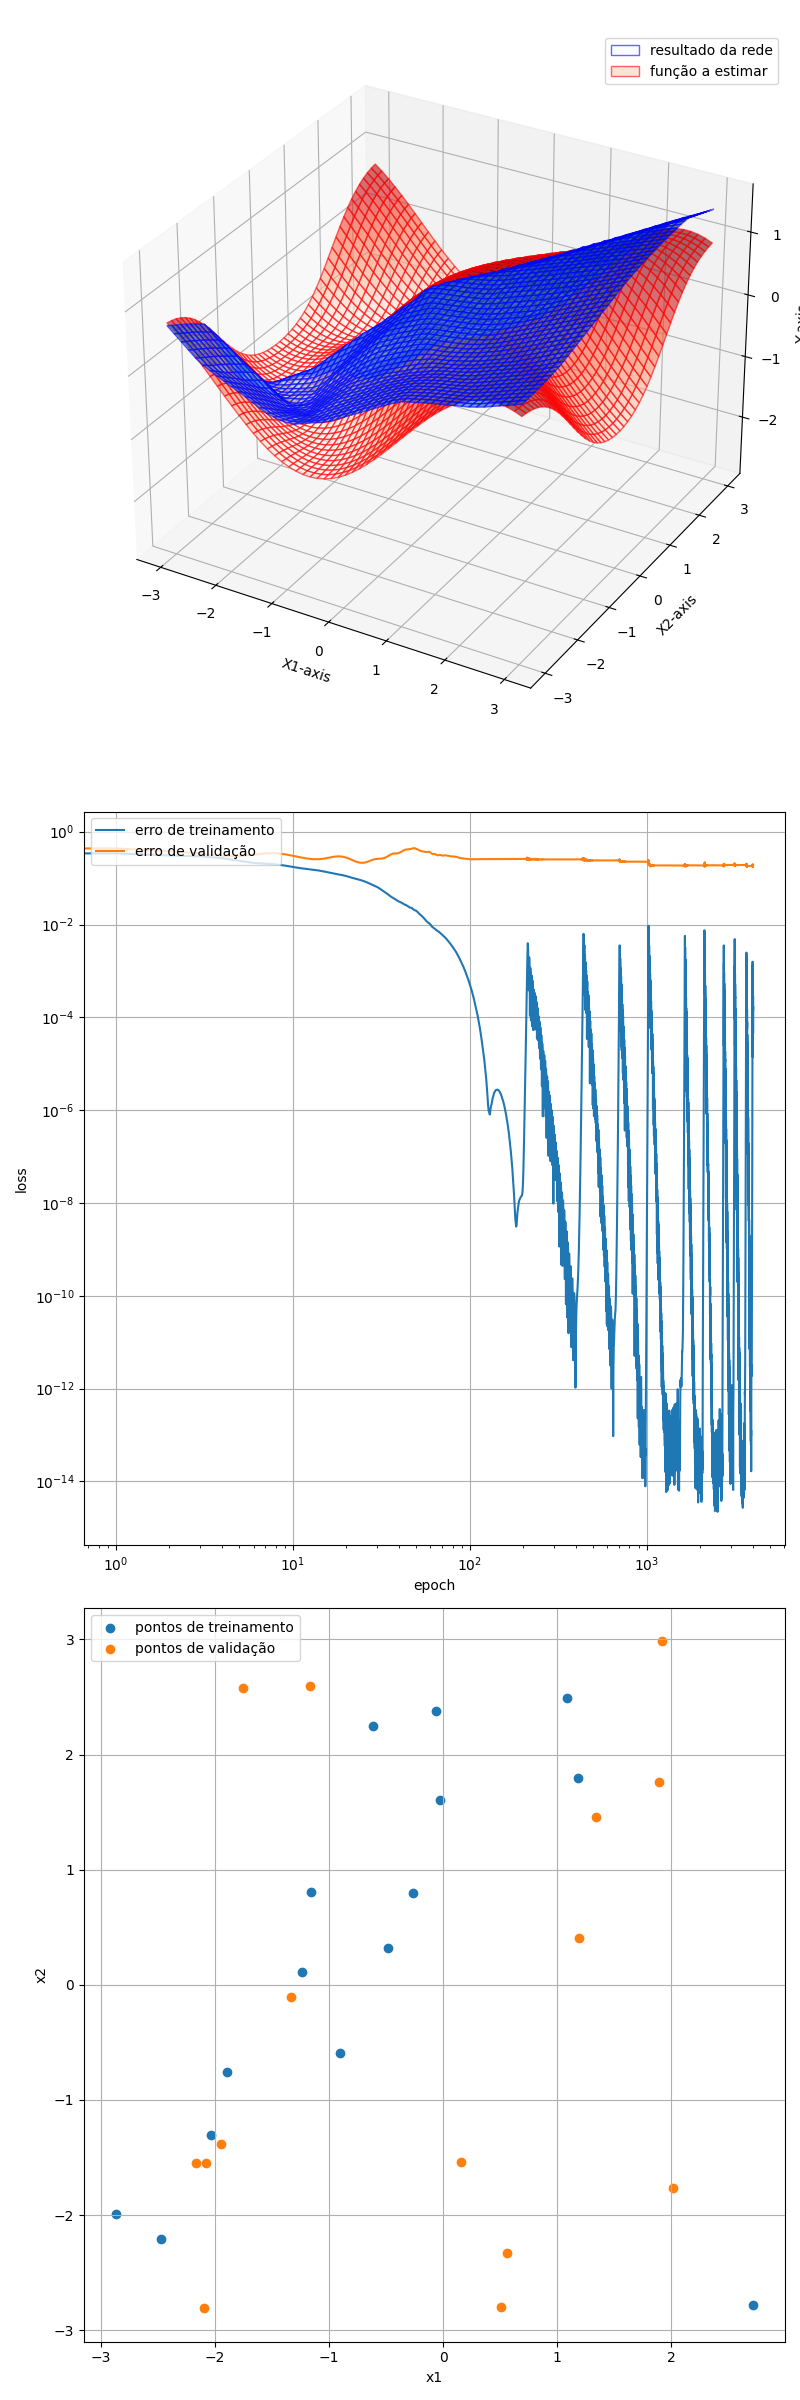 resultado da rede
função a estimar
1
0
−1
−2
3
2
1
0
−1
−2
−3
X2-axis
−3
−2
−1
0
1
2
3
X1-axis
erro de treinamento
erro de validação
10^0
10^−2
10^−4
10^−6
10^−8
10^−10
10^−12
10^−14
loss
10^0 10^1 10^2 10^3
epoch
pontos de treinamento
pontos de validação
3
2
1
0
−1
−2
−3
x2
−3 −2 −1 0 1 2
x1